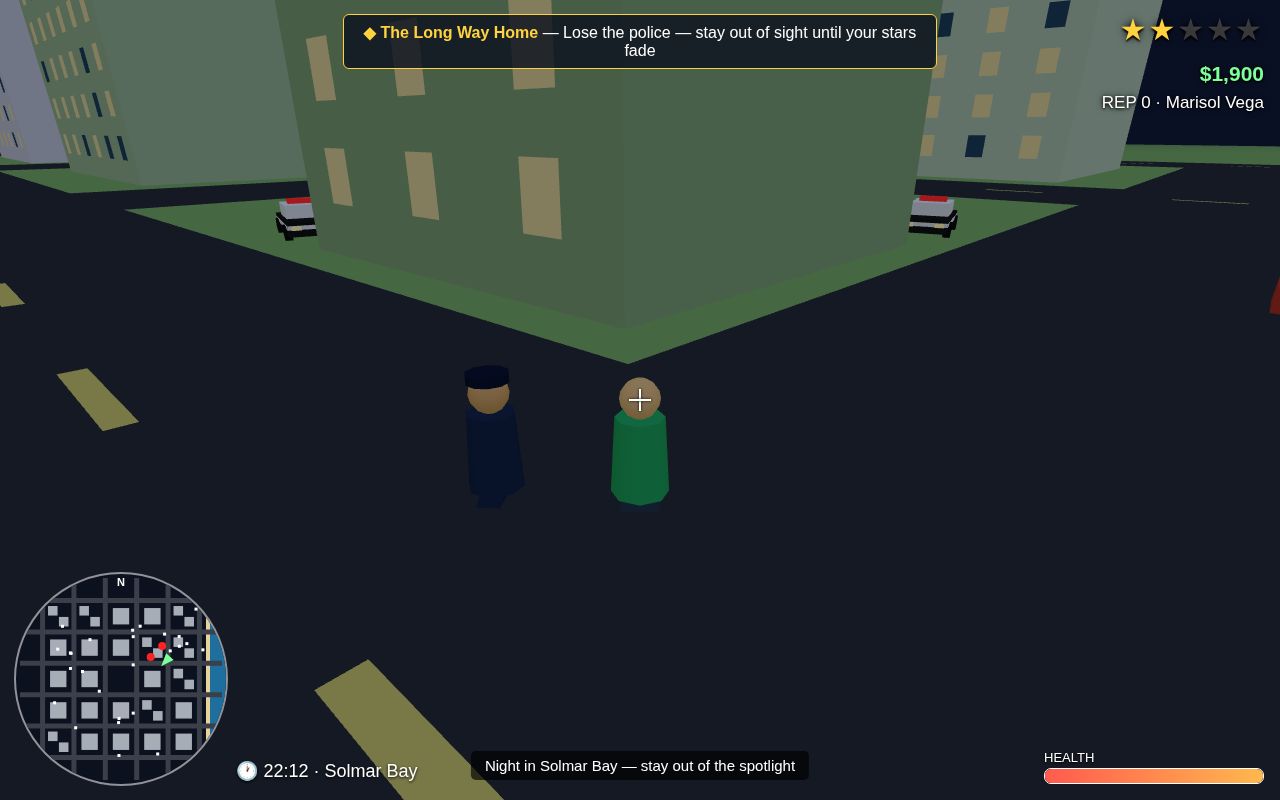 ◆ The Long Way Home — Lose the police — stay out of sight until your stars
fade
$1,900
REP 0 · Marisol Vega
N
22:12 · Solmar Bay
Night in Solmar Bay — stay out of the spotlight
HEALTH